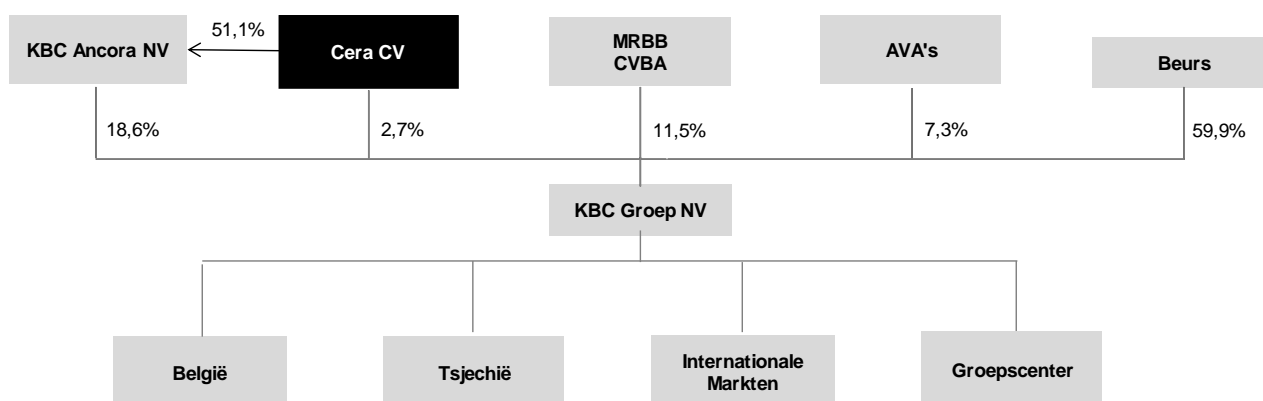 51,1%
KBC Ancora NV
Cera CV
MRBB
CVBA
AVA's
Beurs
18,6%
2,7%
11,5%
7,3%
59,9%
KBC Groep NV
België
Tsjechië
Internationale
Markten
Groepscenter